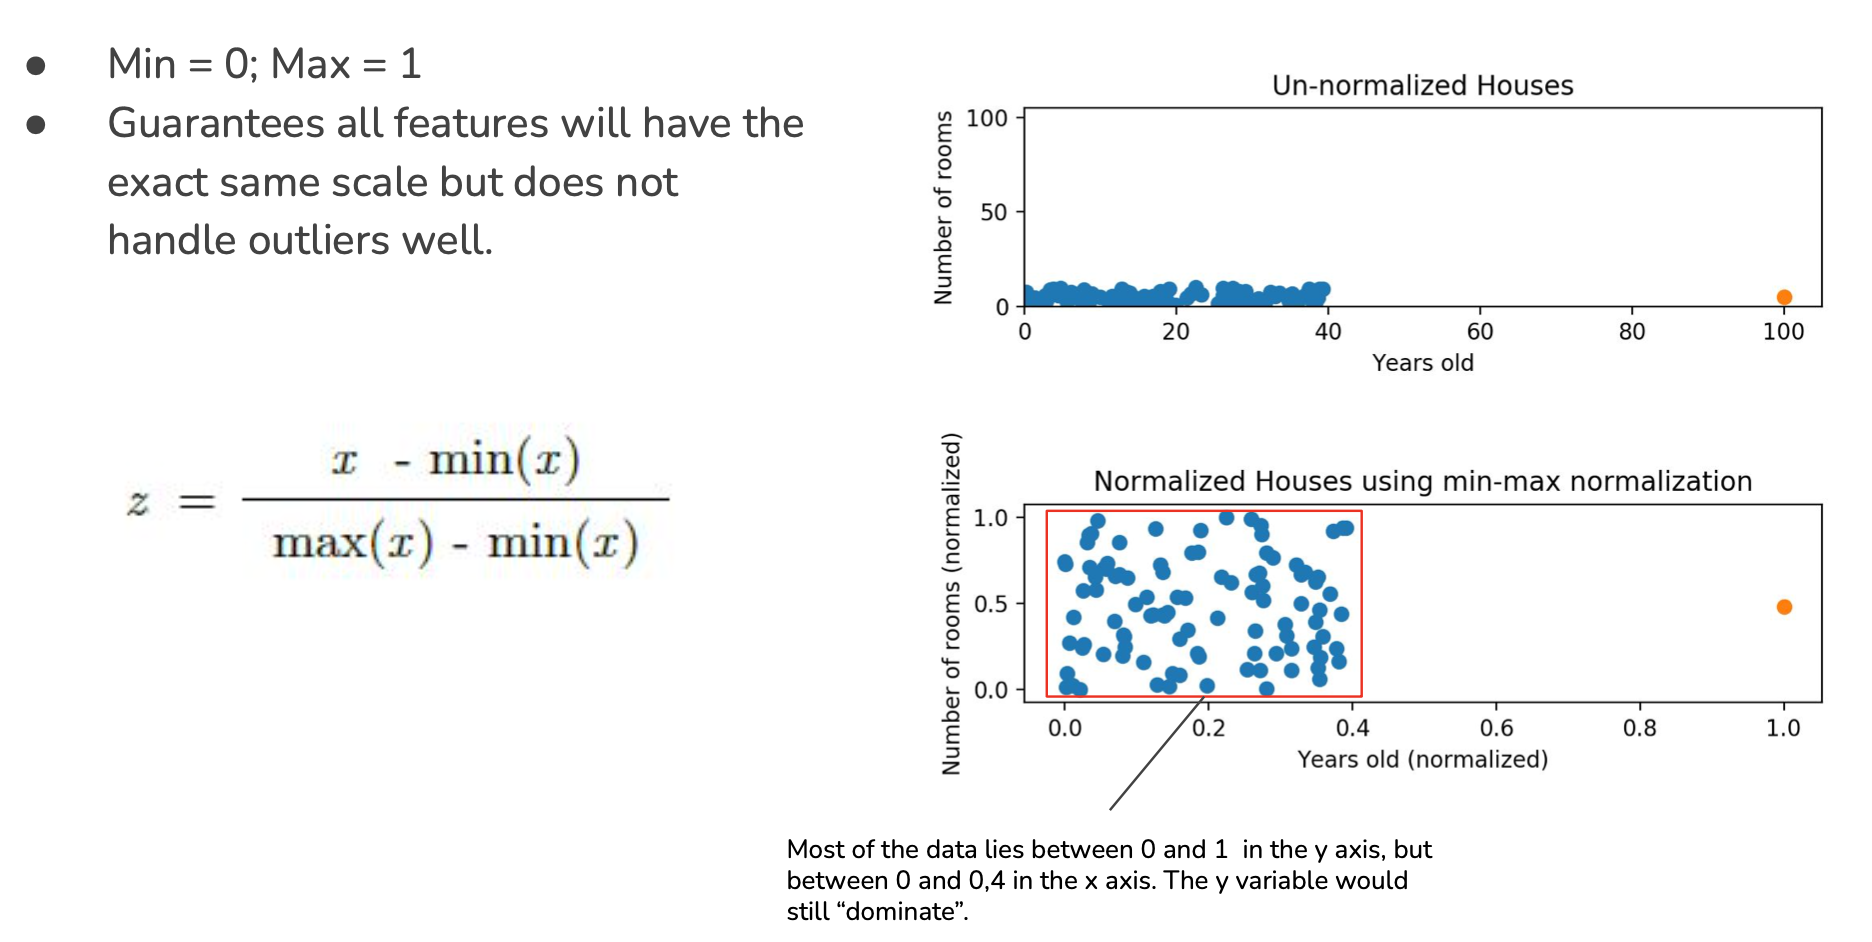 ● Min = 0; Max = 1
● Guarantees all features will have the
exact same scale but does not
handle outliers well.
z = x - min(x)
max(x) - min(x)
Un-normalized Houses
Number of rooms
100
50
0
0 20 40 60 80 100
Years old
Normalized Houses using min-max normalization
Number of rooms (normalized)
1.0
0.5
0.0
0.0 0.2 0.4 0.6 0.8 1.0
Years old (normalized)
Most of the data lies between 0 and 1 in the y axis, but
between 0 and 0,4 in the x axis. The y variable would
still “dominate”.